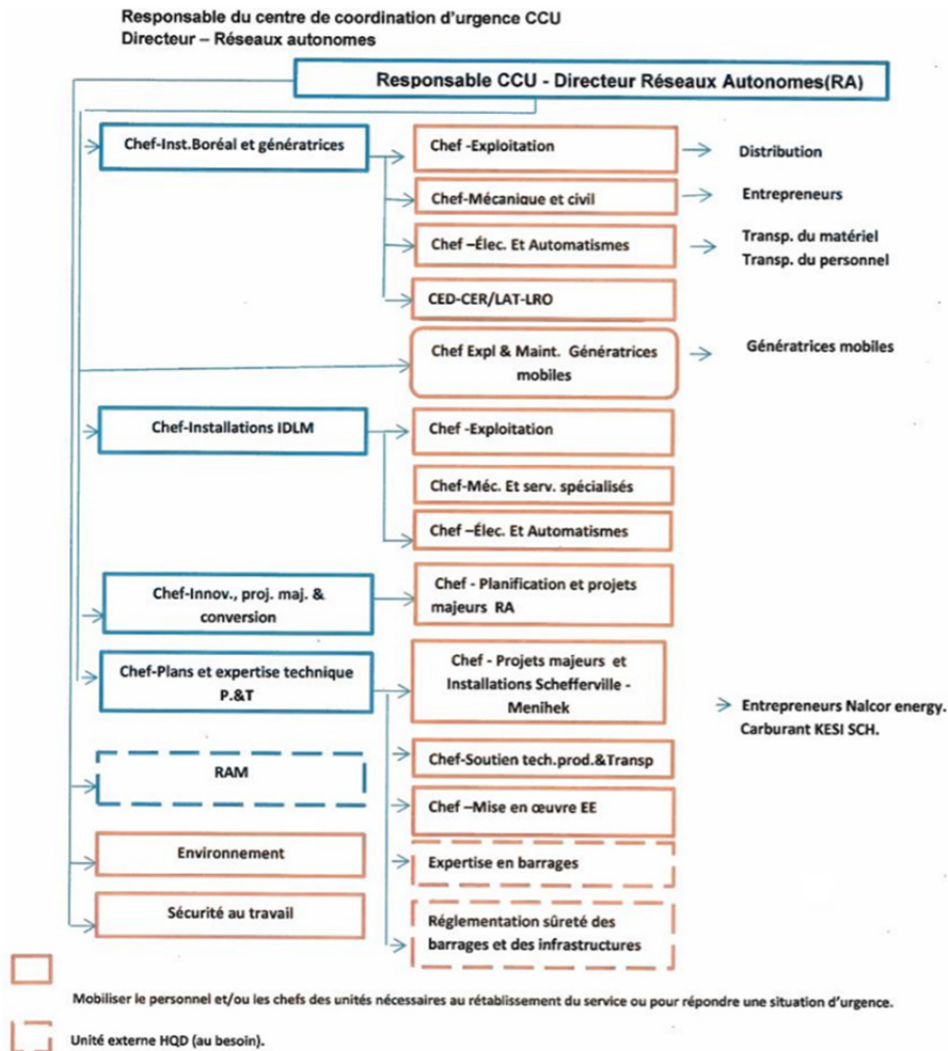 Responsable du centre de coordination d'urgence CCU
Directeur – Réseaux autonomes
Responsable CCU - Directeur Réseaux Autonomes(RA)
Chef-Inst.Boréal et génératrices
Chef -Exploitation
Distribution
Chef-Mécanique et civil
Entrepreneurs
Chef –Élec. Et Automatismes
Transp. du matériel
Transp. du personnel
CED-CER/LAT-LRO
Chef Expl & Maint. Génératrices
mobiles
Génératrices mobiles
Chef-Installations IDLM
Chef -Exploitation
Chef-Méc. Et serv. spécialisés
Chef –Élec. Et Automatismes
Chef-Innov., proj. maj. &
conversion
Chef - Planification et projets
majeurs RA
Chef-Plans et expertise technique
P.&T
Chef - Projets majeurs et
Installations Schefferville -
Menihek
Entrepreneurs Nalcor energy.
Carburant KESI SCH.
Chef-Soutien tech.prod.&Transp
RAM
Chef –Mise en œuvre EE
Environnement
Expertise en barrages
Sécurité au travail
Réglementation sûreté des
barrages et des infrastructures
Mobiliser le personnel et/ou les chefs des unités nécessaires au rétablissement du service ou pour répondre une situation d'urgence.
Unité externe HQD (au besoin).